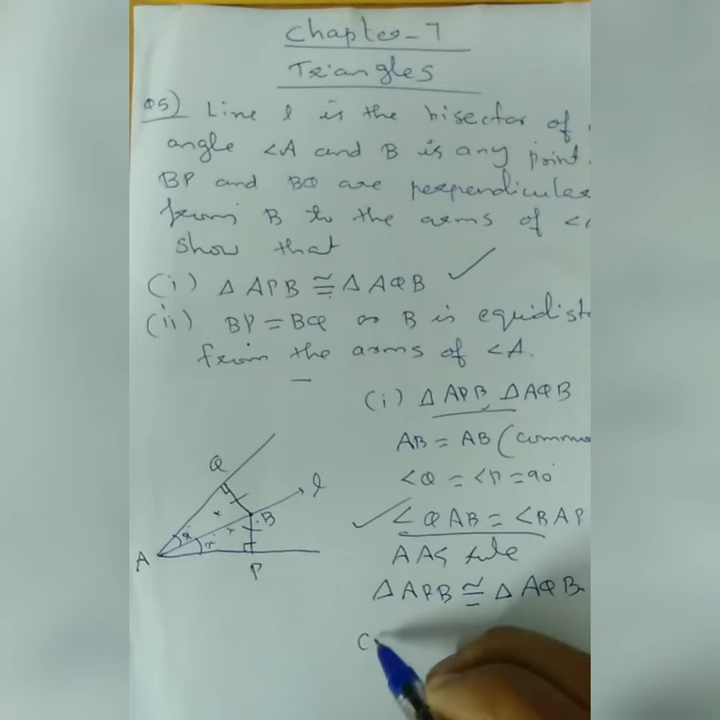 Chapter-7
Triangles
Q5) Line l is the bisector of
angle ∠A and B is any point.
BP and BQ are perpendicular
from B to the arms of ∠
show that
(i) △ APB ≅ △ AQB ✓
(ii) BP = BQ or B is equidist
from the arms of ∠A.
(i) △ APB, △ AQB
AB = AB (commo
∠Q = ∠P = 90°
✓ ∠QAB = ∠BAP
AAS rule
△ APB ≅ △ AQB.
C
Q
l
x
x
B
x
x
A
P